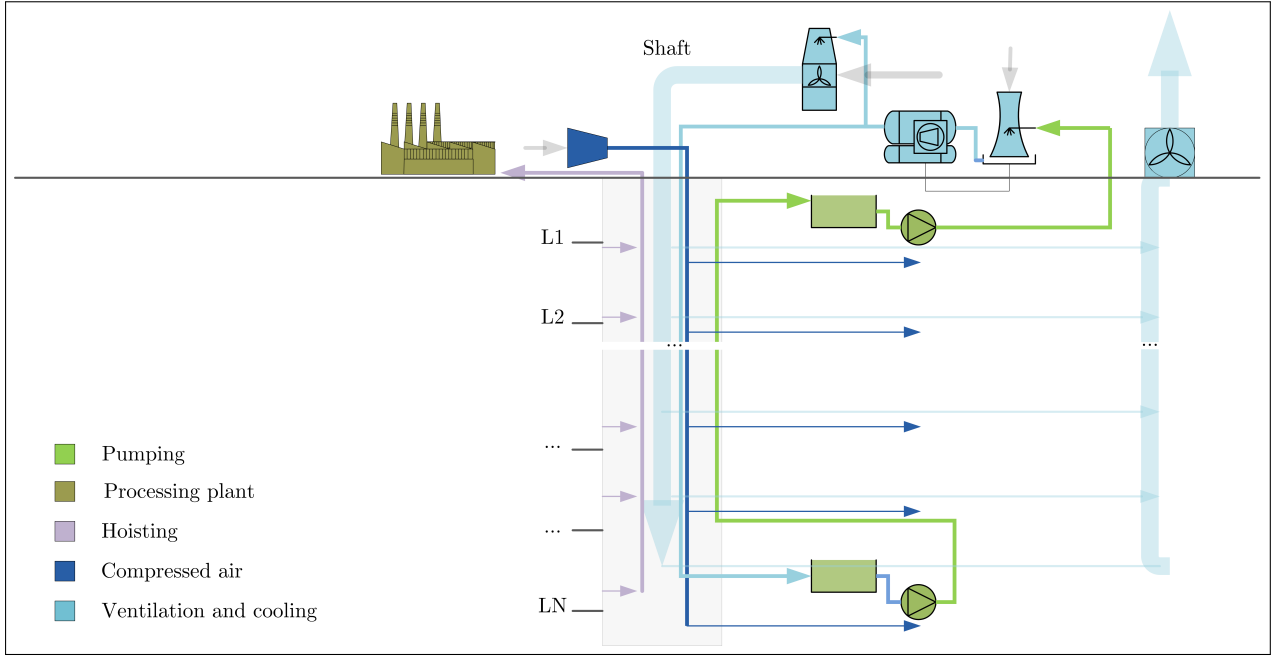 Shaft
L1
L2
...
...
...
...
LN
Pumping
Processing plant
Hoisting
Compressed air
Ventilation and cooling